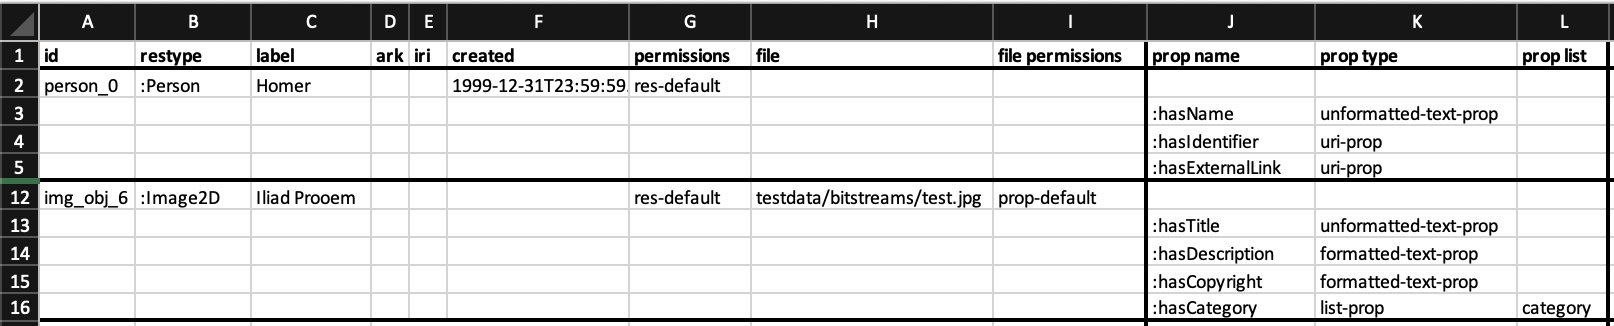 A B C D E F G H I J K L
1 id restype label ark iri created permissions file file permissions prop name prop type prop list
2 person_0 :Person Homer 1999-12-31T23:59:59. res-default
3 :hasName unformatted-text-prop
4 :hasIdentifier uri-prop
5 :hasExternalLink uri-prop
12 img_obj_6 :Image2D Iliad Prooem res-default testdata/bitstreams/test.jpg prop-default
13 :hasTitle unformatted-text-prop
14 :hasDescription formatted-text-prop
15 :hasCopyright formatted-text-prop
16 :hasCategory list-prop category